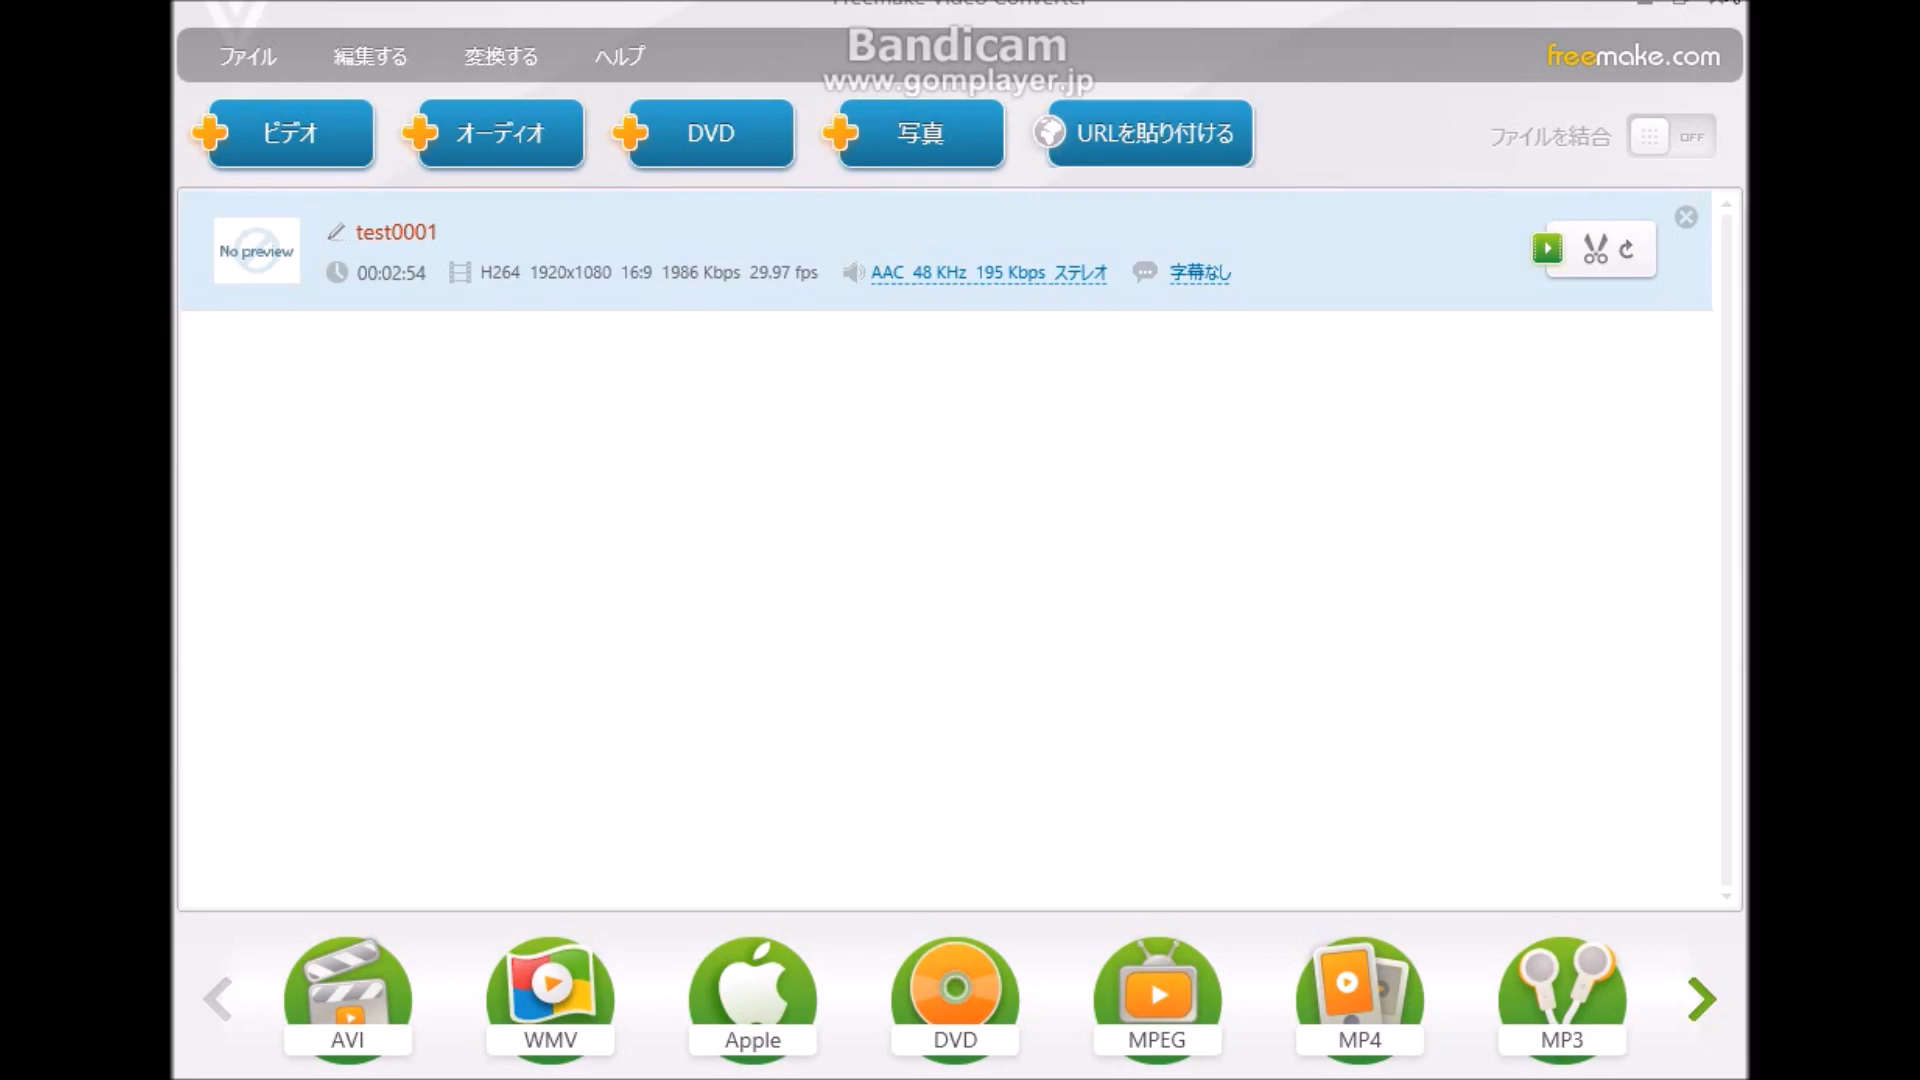 Freemake Video Converter
ファイル 編集する 変換する ヘルプ
Bandicam
www.gomplayer.jp
freemake.com
ビデオ オーディオ DVD 写真 URLを貼り付ける
ファイルを結合 OFF
No preview
test0001
00:02:54 H264 1920x1080 16:9 1986 Kbps 29.97 fps AAC 48 KHz 195 Kbps ステレオ 字幕なし
AVI WMV Apple DVD MPEG MP4 MP3